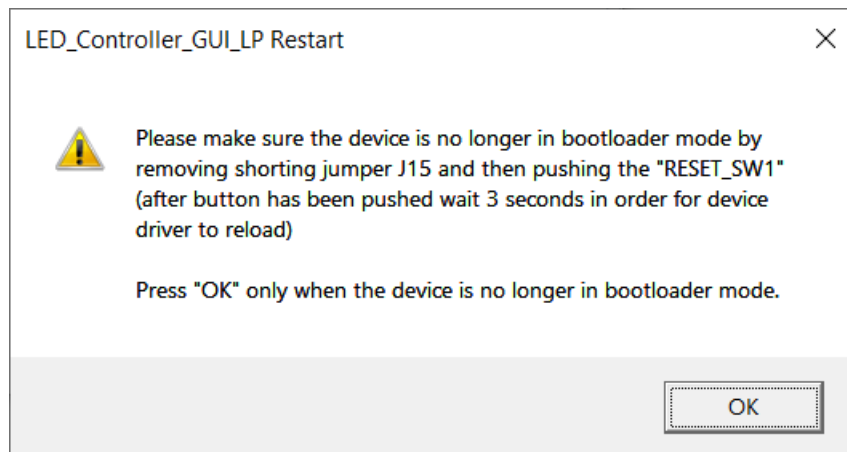 LED_Controller_GUI_LP Restart
Please make sure the device is no longer in bootloader mode by
removing shorting jumper J15 and then pushing the "RESET_SW1"
(after button has been pushed wait 3 seconds in order for device
driver to reload)
Press "OK" only when the device is no longer in bootloader mode.
OK